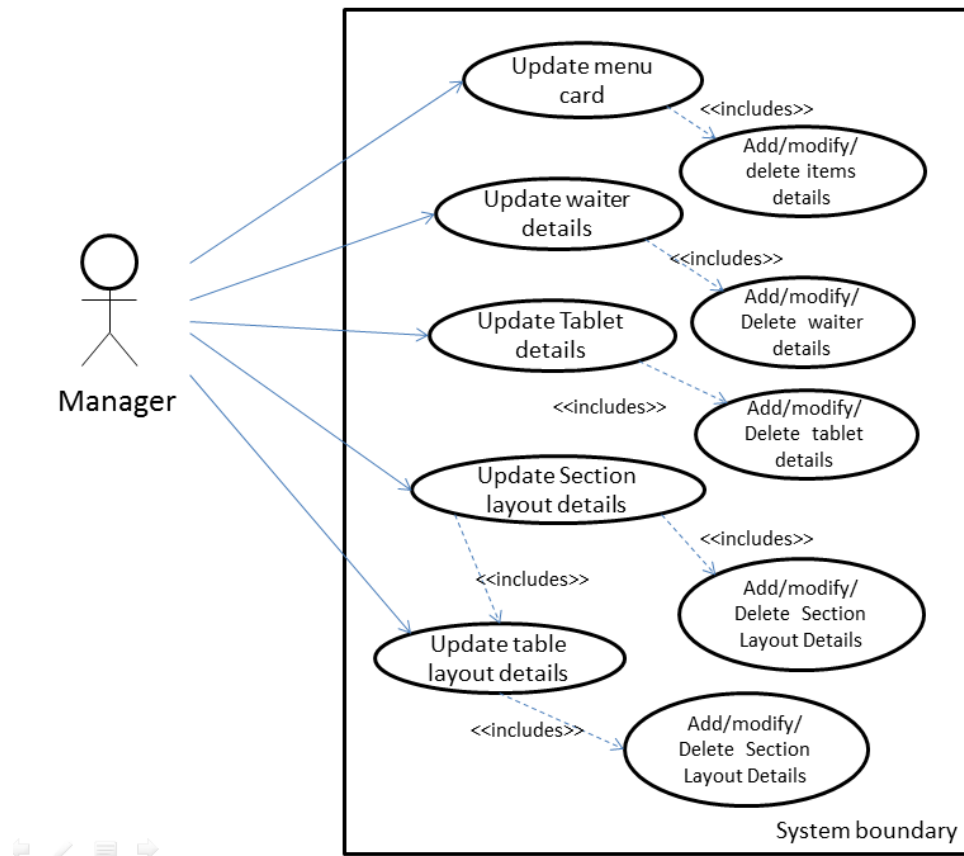 Update menu
card
<<includes>>
Add/modify/
delete items
details
Update waiter
details
<<includes>>
Add/modify/
Delete waiter
details
Update Tablet
details
<<includes>>
Add/modify/
Delete tablet
details
Manager
Update Section
layout details
<<includes>>
Add/modify/
Delete Section
Layout Details
<<includes>>
Update table
layout details
<<includes>>
Add/modify/
Delete Section
Layout Details
System boundary